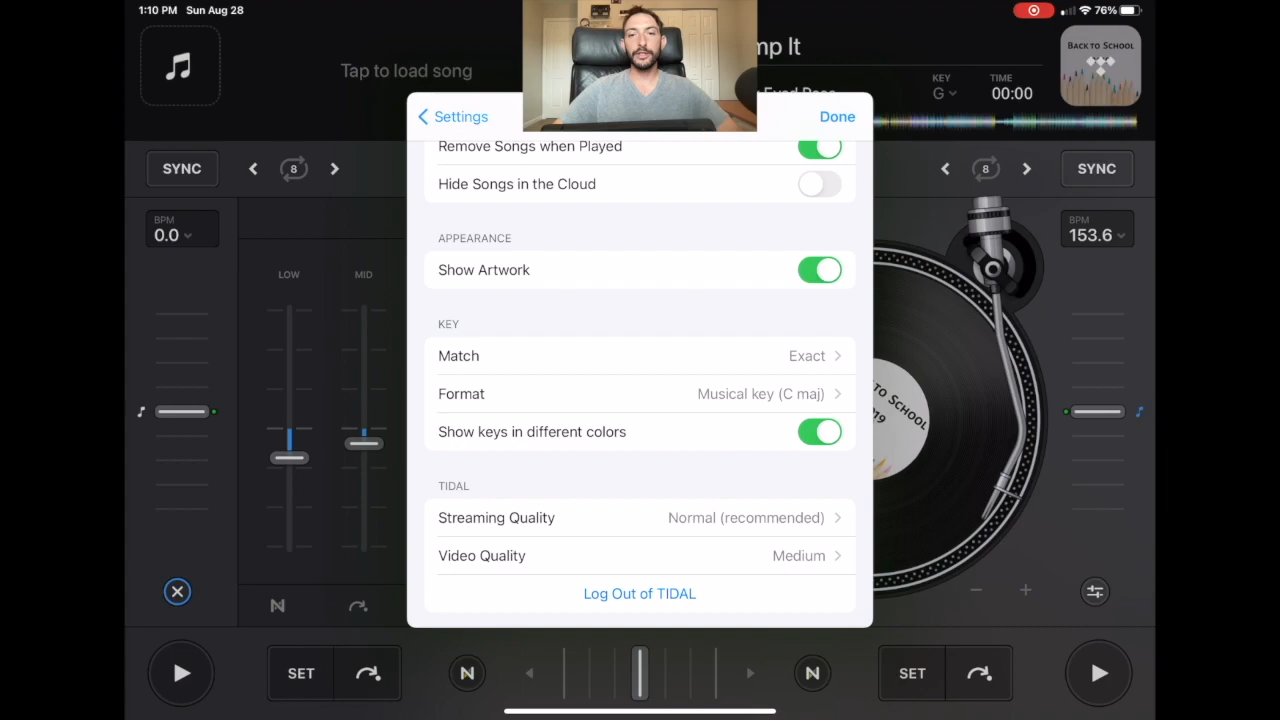 1:10 PM Sun Aug 28
76%
Tap to load song
mp It
BACK TO SCHOOL
KEY
G
TIME
00:00
Settings
Done
Remove Songs when Played
Hide Songs in the Cloud
SYNC
8
8
SYNC
BPM
0.0
BPM
153.6
APPEARANCE
Show Artwork
LOW
MID
KEY
Match
Exact
Format
Musical key (C maj)
Show keys in different colors
TO SCHOOL
019
TIDAL
Streaming Quality
Normal (recommended)
Video Quality
Medium
Log Out of TIDAL
N
SET
N
N
SET